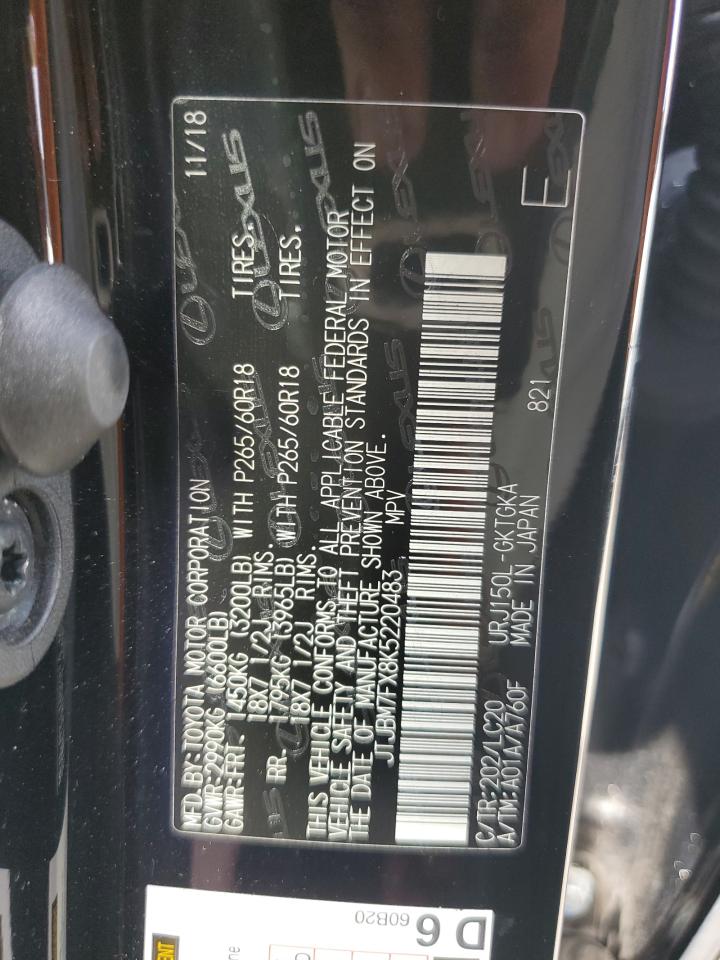 MFD.BY:TOYOTA MOTOR CORPORATION 11/18
GVWR-2990KG (6600LB)
GAWR:FRT- 1450KG (3200LB) WITH P265/60R18 TIRES,
18X7 1/2J RIMS.
RR. 1795KG (3965LB) WITH P265/60R18 TIRES.
18X7 1/2J RIMS.
THIS VEHICLE CONFORMS TO ALL APPLICABLE FEDERAL MOTOR
VEHICLE SAFETY AND THEFT PREVENTION STANDARDS IN EFFECT ON
THE DATE OF MANUFACTURE SHOWN ABOVE.
JTJBM7FX8K5220483 MPV
C/TR:202/LC20 URJ150L-GKTGKA 821
A/TM:A01A/A760F MADE IN JAPAN
E
LEXUS
D 6
60B20